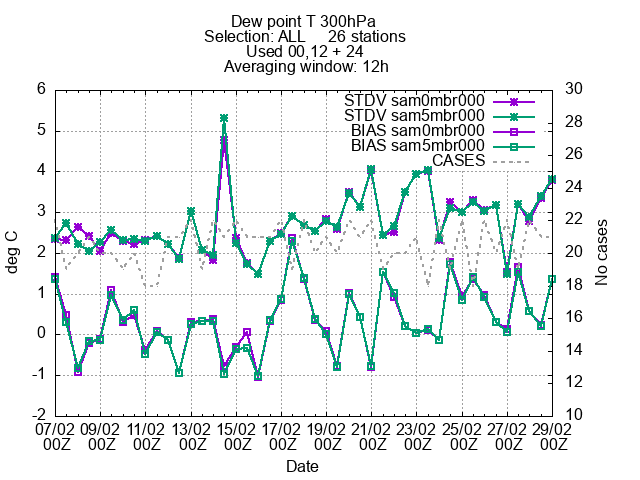 Dew point T 300hPa
Selection: ALL     26 stations
Used 00,12 + 24
Averaging window: 12h
STDV sam0mbr000
STDV sam5mbr000
BIAS sam0mbr000
BIAS sam5mbr000
CASES
deg C
6
5
4
3
2
1
0
-1
-2
No cases
30
28
26
24
22
20
18
16
14
12
10
07/02 09/02 11/02 13/02 15/02 17/02 19/02 21/02 23/02 25/02 27/02 29/02
00Z 00Z 00Z 00Z 00Z 00Z 00Z 00Z 00Z 00Z 00Z 00Z
Date